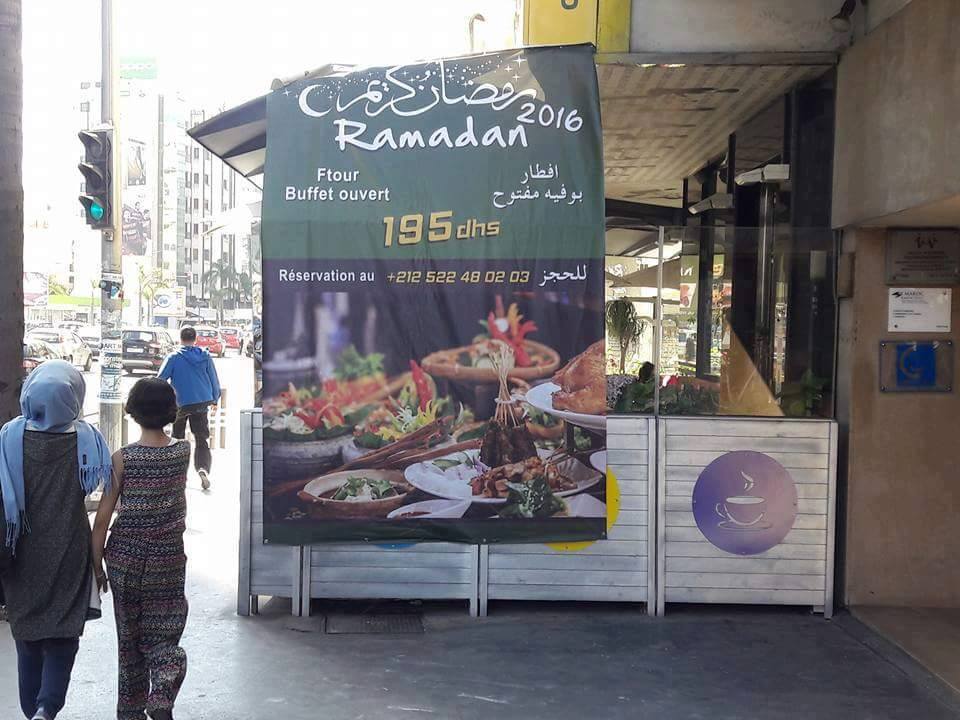 رمضان كريم
Ramadan 2016
Ftour
Buffet ouvert
افطار
بوفيه مفتوح
195 dhs
Réservation au +212 522 48 02 03 للحجز